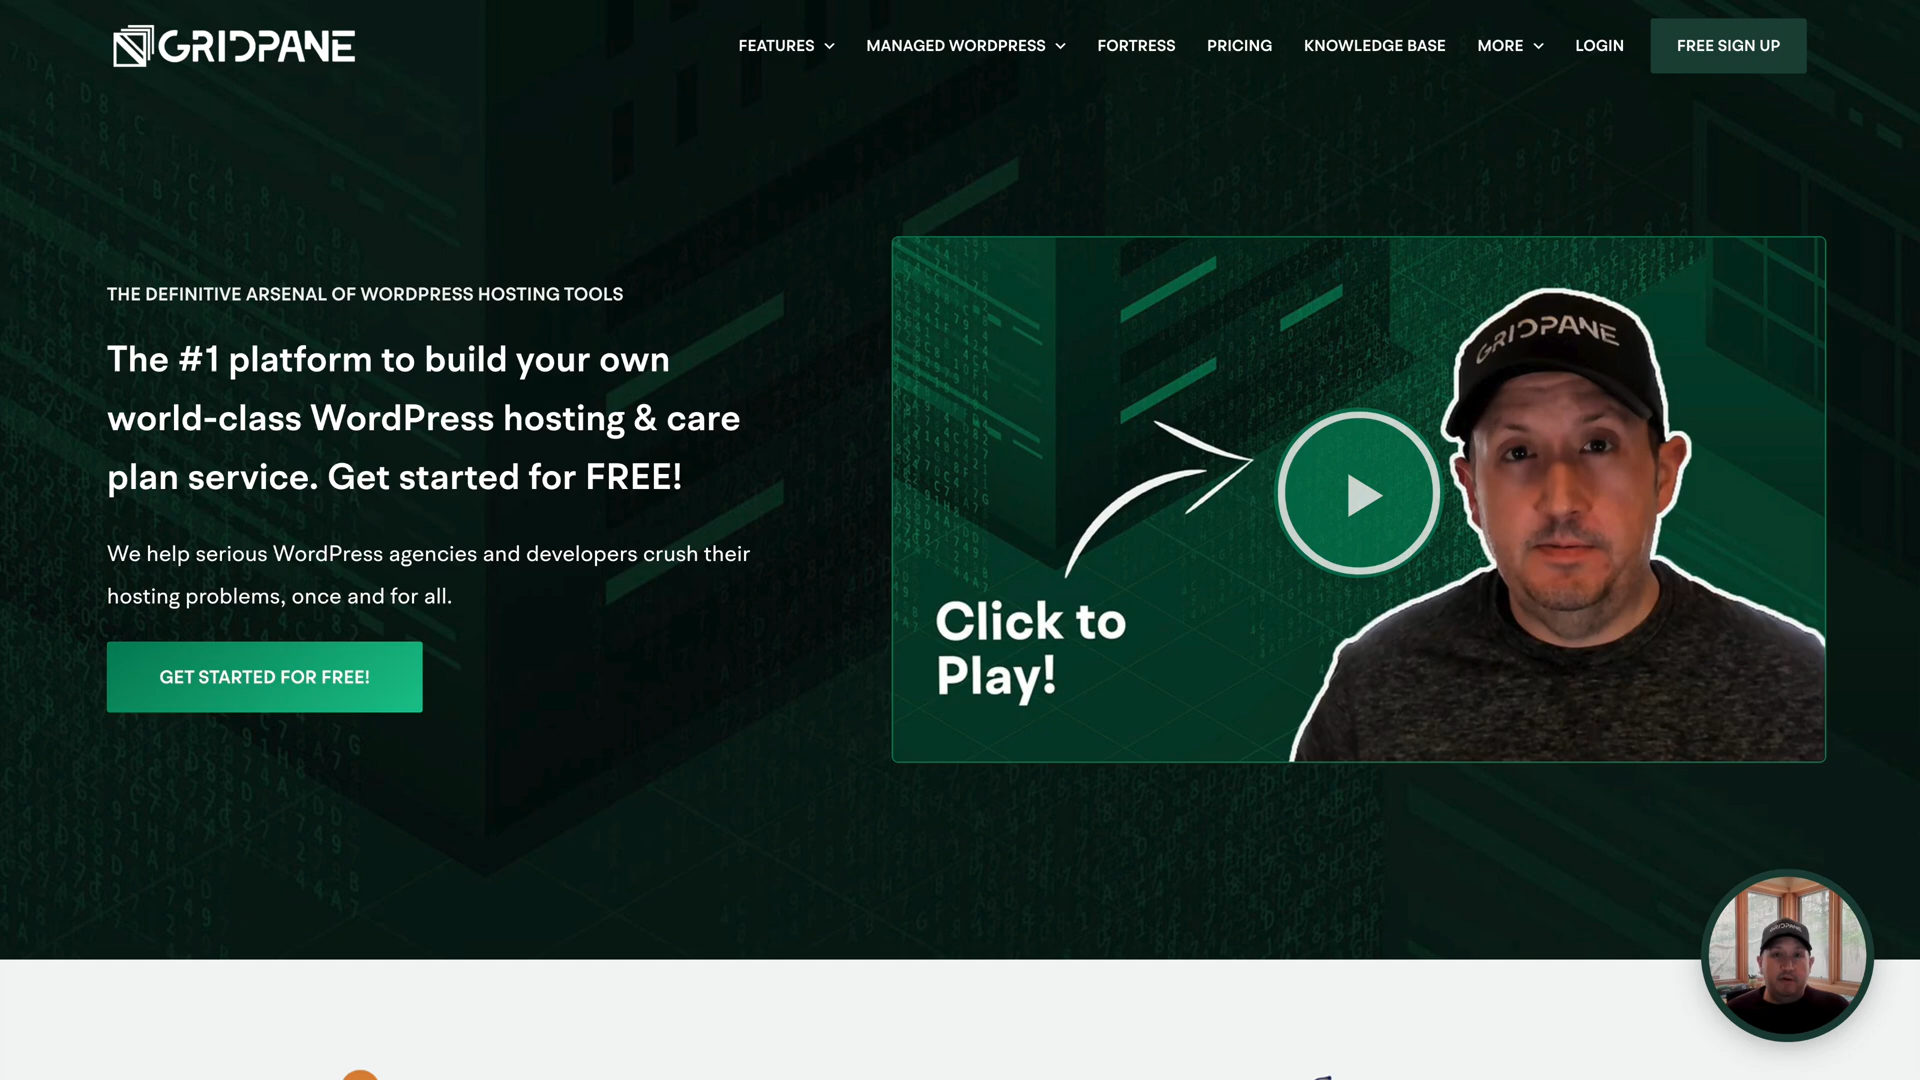 GRIDPANE
FEATURES
MANAGED WORDPRESS
FORTRESS
PRICING
KNOWLEDGE BASE
MORE
LOGIN
FREE SIGN UP
THE DEFINITIVE ARSENAL OF WORDPRESS HOSTING TOOLS
The #1 platform to build your own
world-class WordPress hosting & care
plan service. Get started for FREE!
We help serious WordPress agencies and developers crush their
hosting problems, once and for all.
GET STARTED FOR FREE!
GRIDPANE
Click to
Play!
GRIDPANE